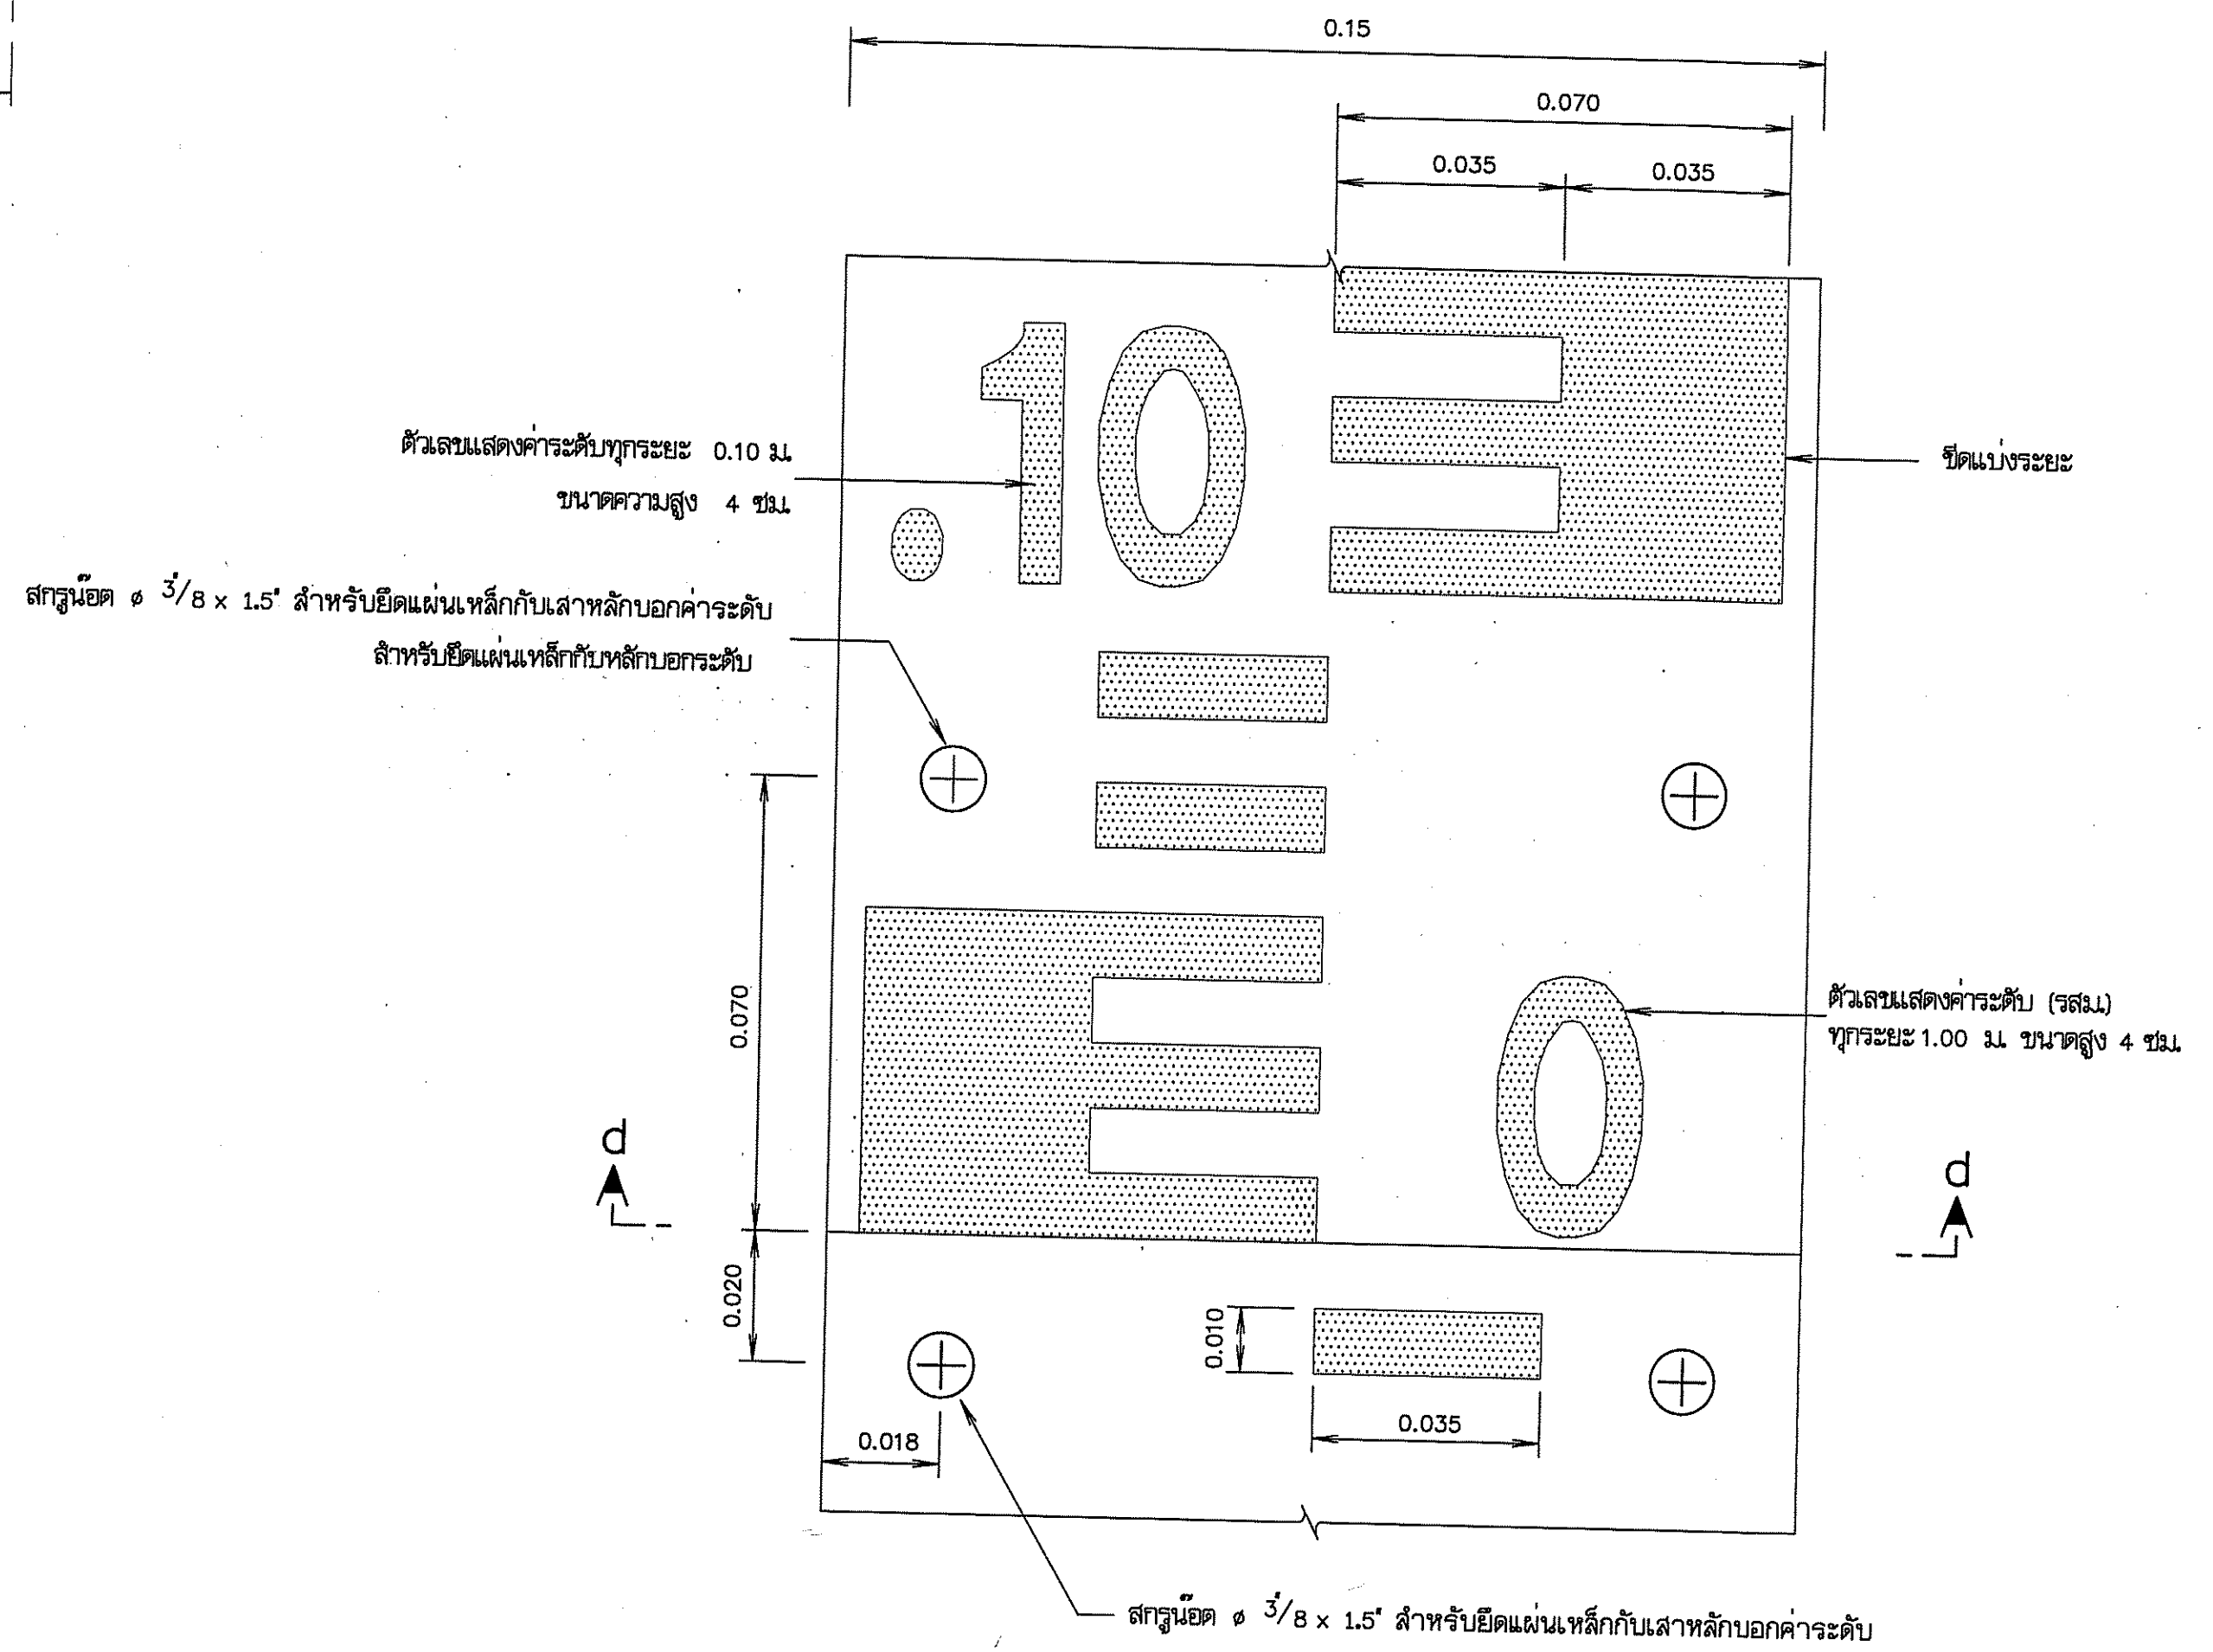 0.15
0.070
0.035 0.035
.10
ตัวเลขแสดงค่าระดับทุกระยะ 0.10 ม.
ขนาดความสูง 4 ซม.
ขีดแบ่งระยะ
สกรูน๊อต ø 3/8 x 1.5" สำหรับยึดแผ่นเหล็กกับเสาหลักบอกค่าระดับ
สำหรับยึดแผ่นเหล็กกับหลักบอกระดับ
0.070
0
ตัวเลขแสดงค่าระดับ (รสม.)
ทุกระยะ 1.00 ม. ขนาดสูง 4 ซม.
d
d
0.020
0.010
0.035
0.018
สกรูน๊อต ø 3/8 x 1.5" สำหรับยึดแผ่นเหล็กกับเสาหลักบอกค่าระดับ